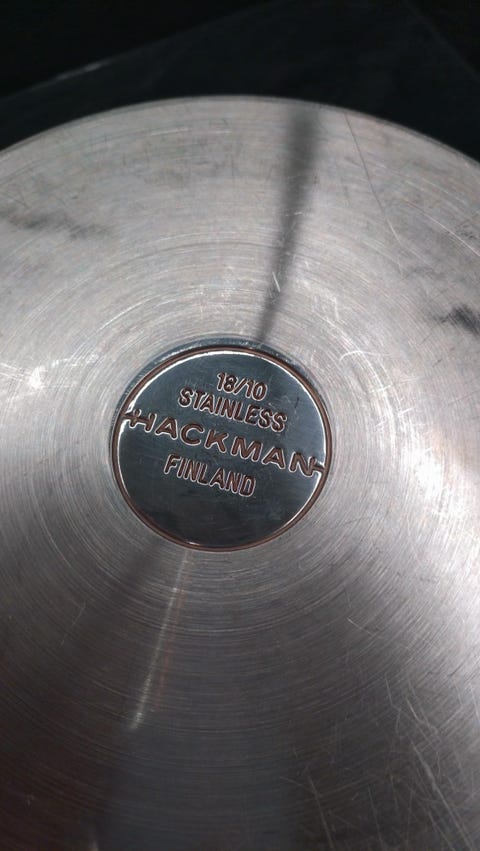 18/10
STAINLESS
HACKMAN
FINLAND